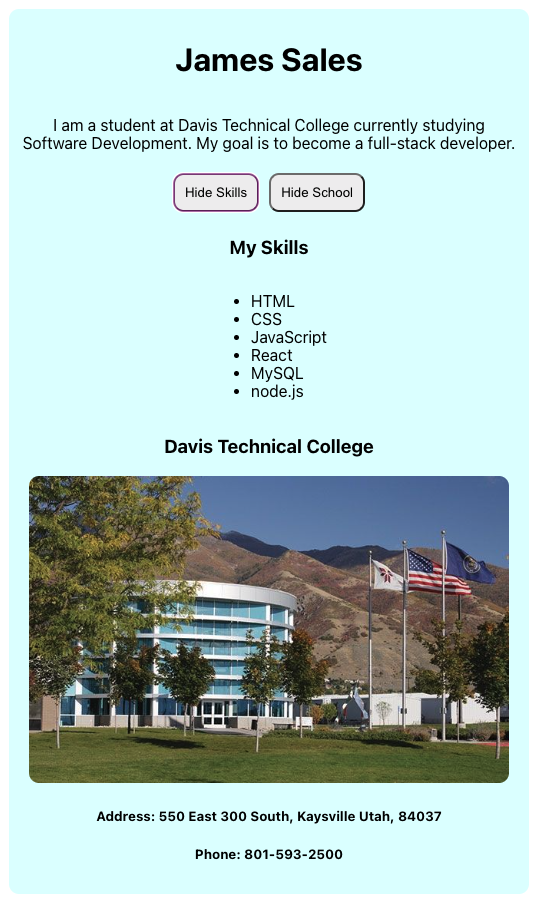 James Sales
I am a student at Davis Technical College currently studying
Software Development. My goal is to become a full-stack developer.
Hide Skills
Hide School
My Skills
HTML
CSS
JavaScript
React
MySQL
node.js
Davis Technical College
Address: 550 East 300 South, Kaysville Utah, 84037
Phone: 801-593-2500